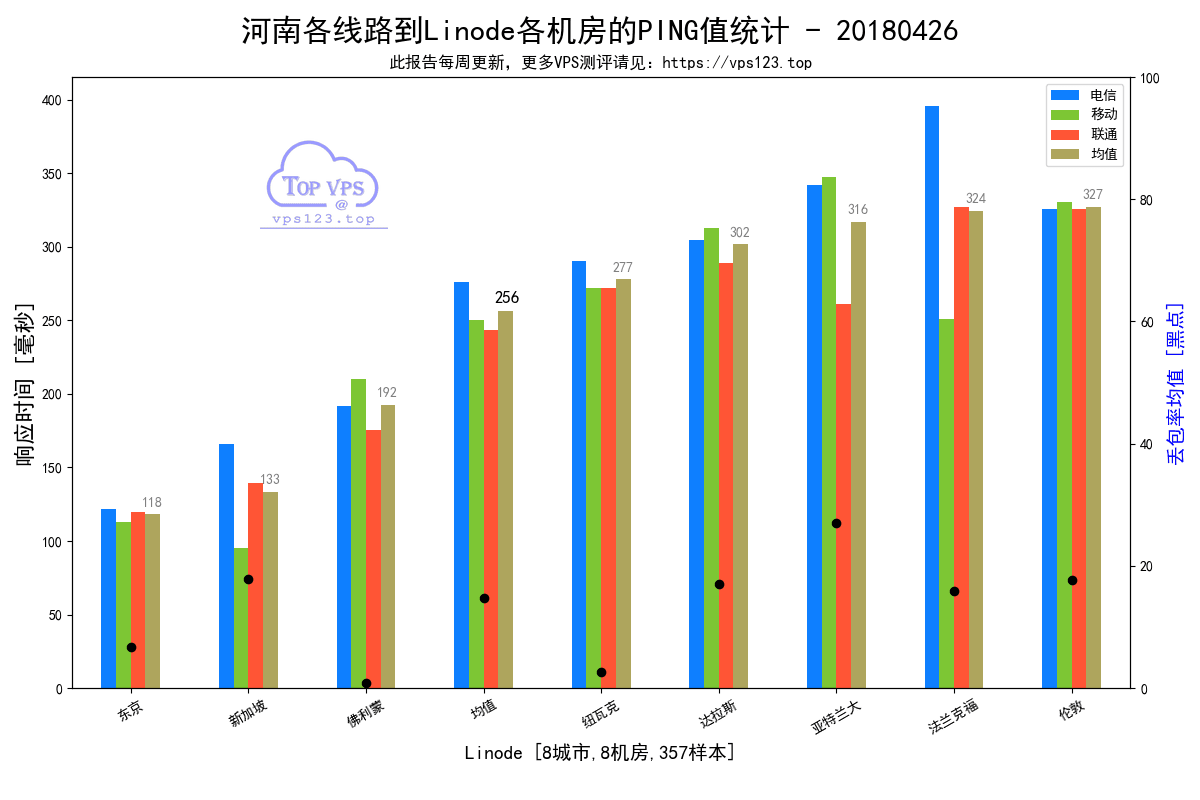 河南各线路到Linode各机房的PING值统计 - 20180426
此报告每周更新，更多VPS测评请见：https://vps123.top
电信
移动
联通
均值
TOP VPS
@
vps123.top
响应时间 [毫秒]
400
350
300
250
200
150
100
50
0
118
133
192
256
277
302
316
324
327
100
80
60
40
20
0
丢包率均值 [黑点]
东京
新加坡
佛利蒙
均值
纽瓦克
达拉斯
亚特兰大
法兰克福
伦敦
Linode [8城市,8机房,357样本]